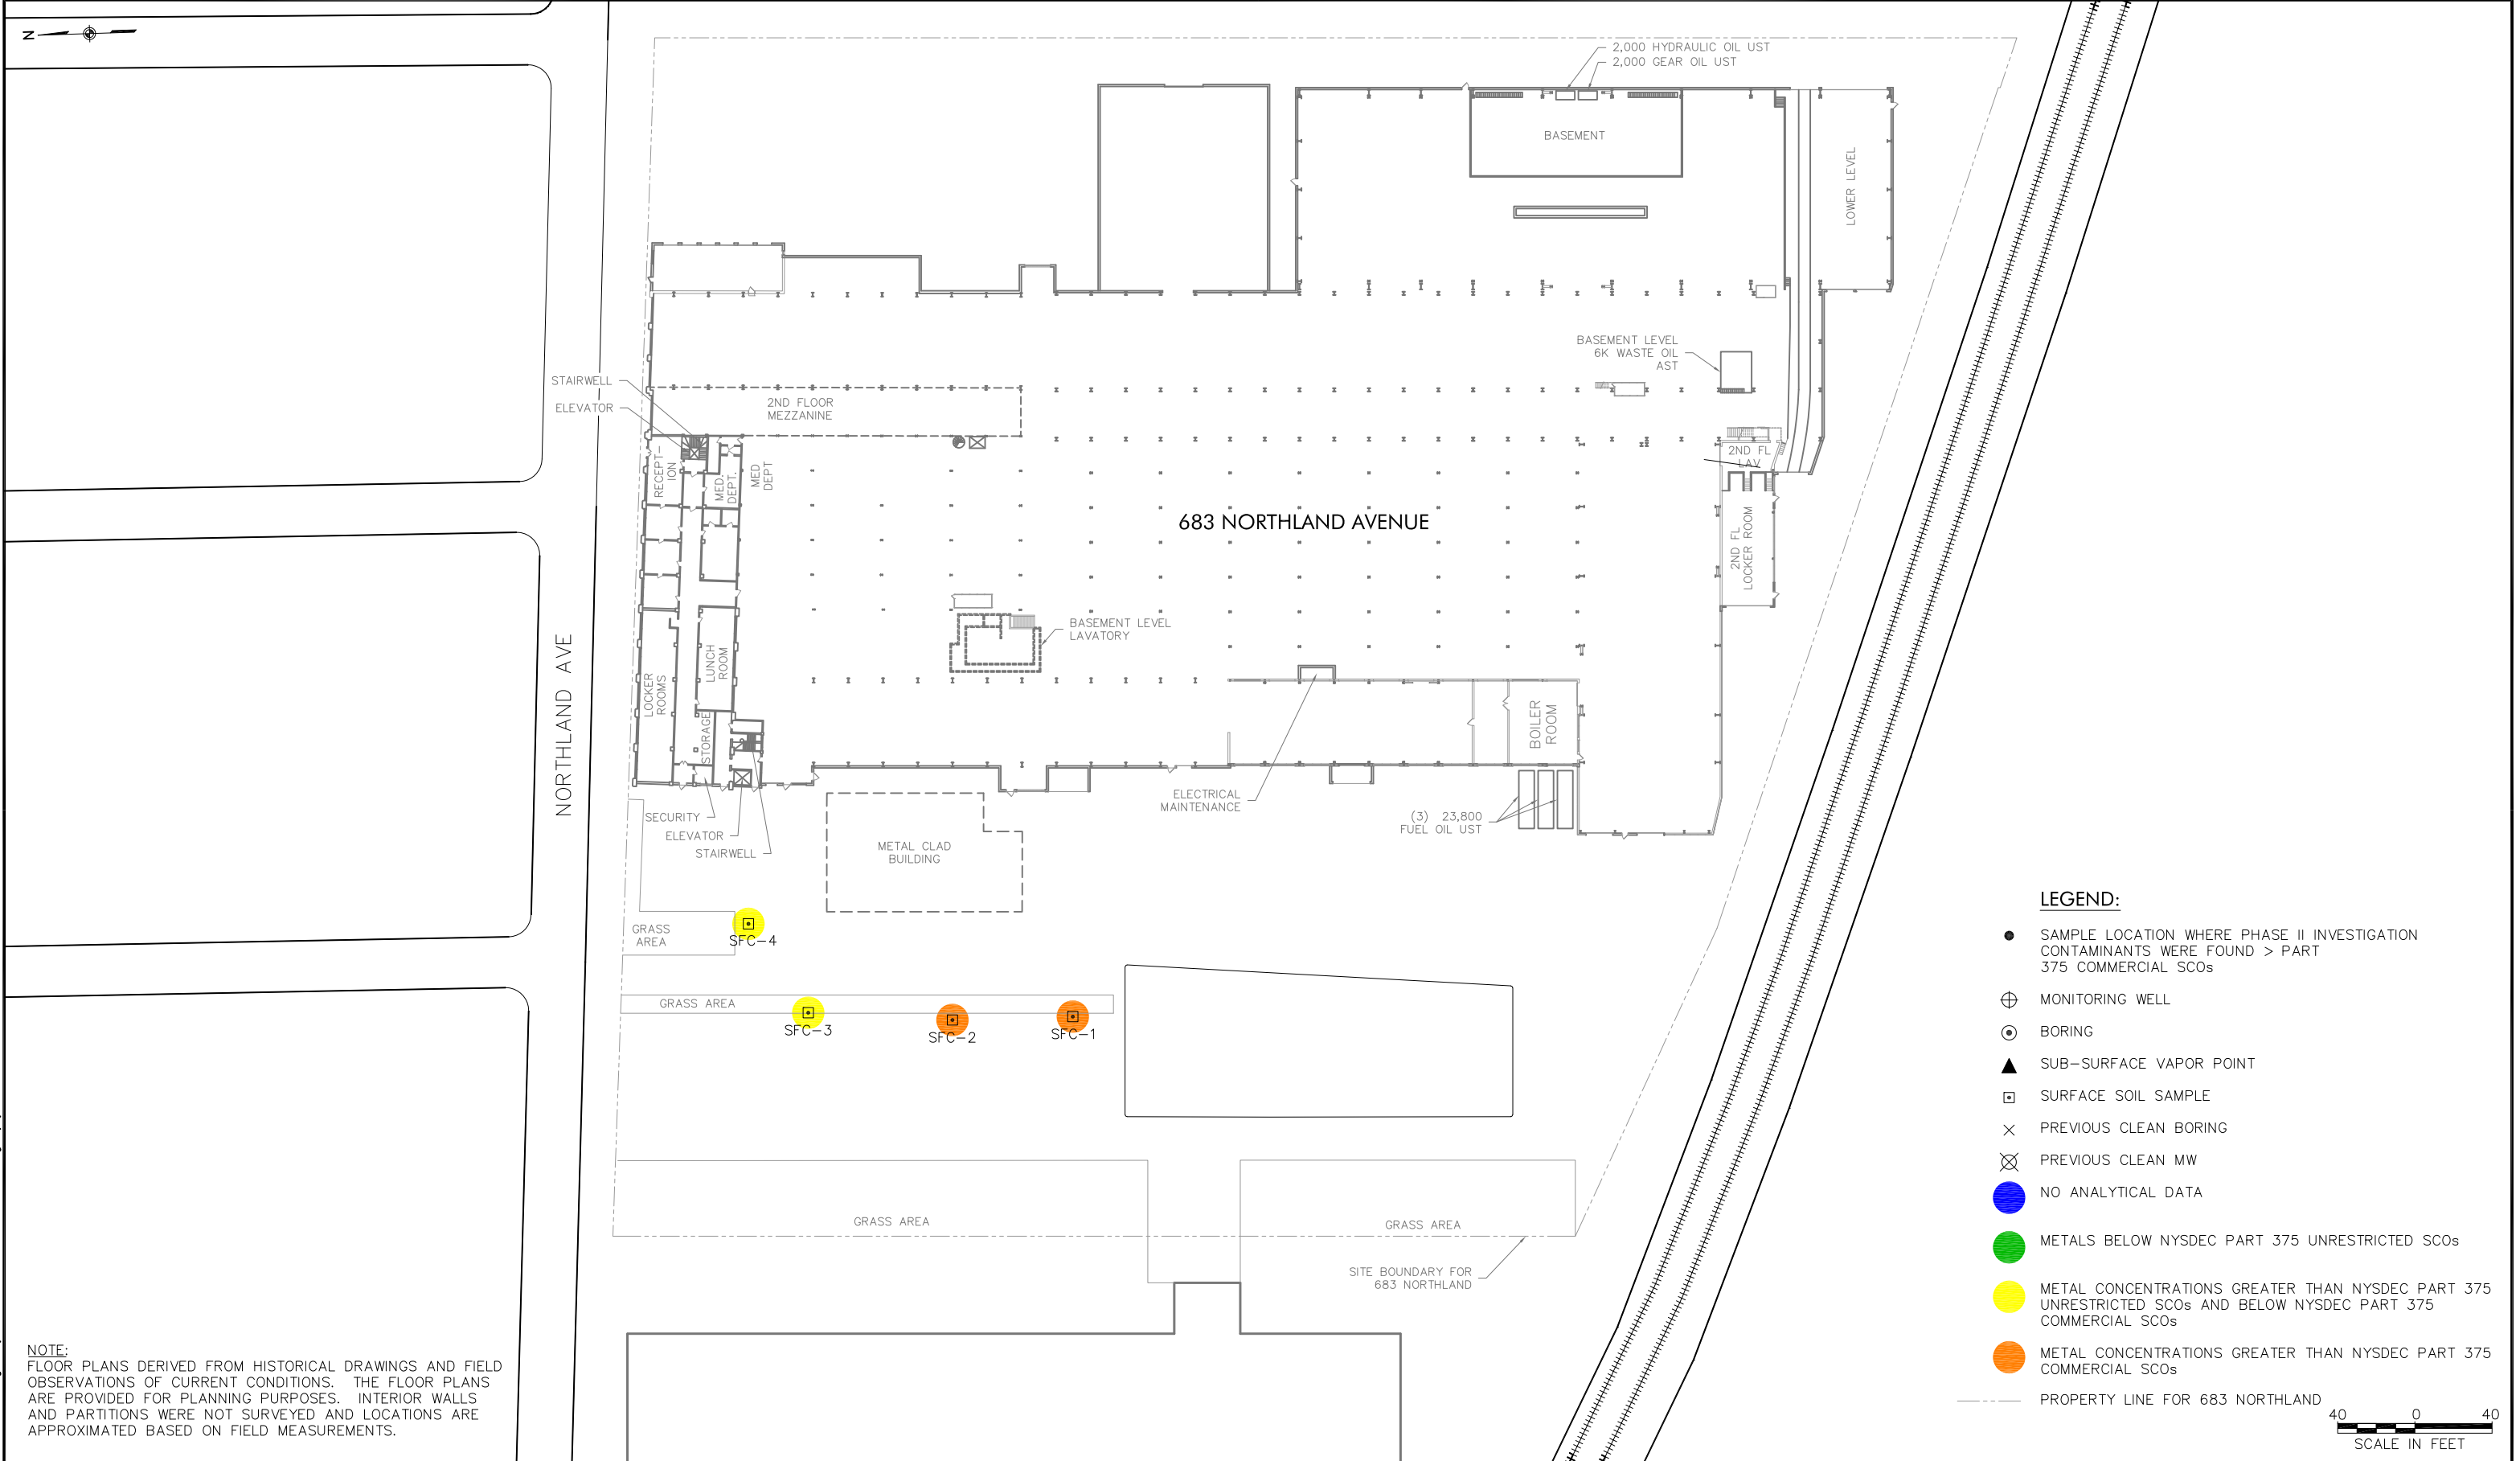 N
2,000 HYDRAULIC OIL UST
2,000 GEAR OIL UST
BASEMENT
LOWER LEVEL
BASEMENT LEVEL
6K WASTE OIL
AST
STAIRWELL
ELEVATOR
2ND FLOOR
MEZZANINE
RECEPT-
ION
MED.
DEPT.
MED
DEPT
2ND FL
LAV
683 NORTHLAND AVENUE
2ND FL
LOCKER ROOM
BASEMENT LEVEL
LAVATORY
NORTHLAND AVE
LOCKER
ROOMS
LUNCH
ROOM
STORAGE
BOILER
ROOM
ELECTRICAL
MAINTENANCE
(3) 23,800
FUEL OIL UST
SECURITY
ELEVATOR
STAIRWELL
METAL CLAD
BUILDING
GRASS
AREA
SFC-4
GRASS AREA
SFC-3
SFC-2
SFC-1
GRASS AREA
GRASS AREA
SITE BOUNDARY FOR
683 NORTHLAND
LEGEND:
SAMPLE LOCATION WHERE PHASE II INVESTIGATION
CONTAMINANTS WERE FOUND > PART
375 COMMERCIAL SCOs
MONITORING WELL
BORING
SUB-SURFACE VAPOR POINT
SURFACE SOIL SAMPLE
PREVIOUS CLEAN BORING
PREVIOUS CLEAN MW
NO ANALYTICAL DATA
METALS BELOW NYSDEC PART 375 UNRESTRICTED SCOs
METAL CONCENTRATIONS GREATER THAN NYSDEC PART 375
UNRESTRICTED SCOs AND BELOW NYSDEC PART 375
COMMERCIAL SCOs
METAL CONCENTRATIONS GREATER THAN NYSDEC PART 375
COMMERCIAL SCOs
PROPERTY LINE FOR 683 NORTHLAND
40 0 40
SCALE IN FEET
NOTE:
FLOOR PLANS DERIVED FROM HISTORICAL DRAWINGS AND FIELD
OBSERVATIONS OF CURRENT CONDITIONS. THE FLOOR PLANS
ARE PROVIDED FOR PLANNING PURPOSES. INTERIOR WALLS
AND PARTITIONS WERE NOT SURVEYED AND LOCATIONS ARE
APPROXIMATED BASED ON FIELD MEASUREMENTS.